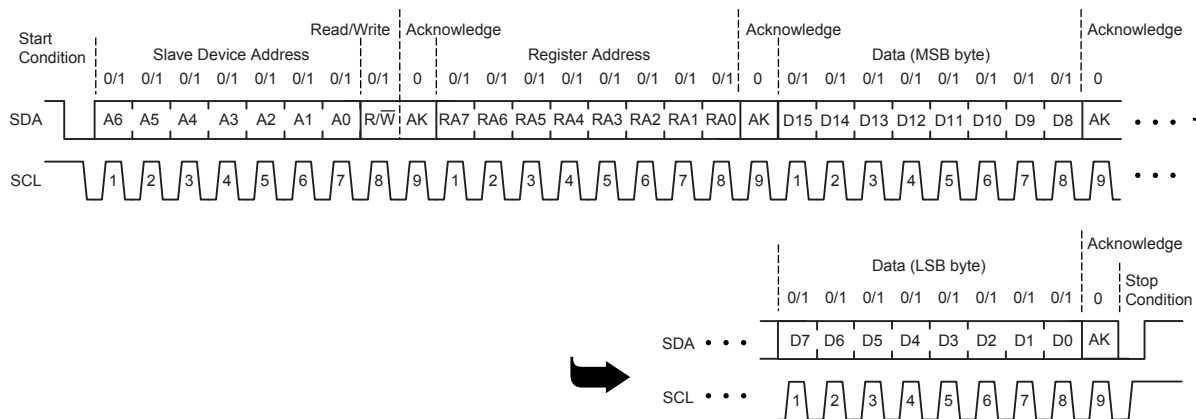 Read/Write Acknowledge Acknowledge Acknowledge
Start Condition
Slave Device Address Register Address Data (MSB byte)
0/1 0/1 0/1 0/1 0/1 0/1 0/1 0/1 0 0/1 0/1 0/1 0/1 0/1 0/1 0/1 0/1 0 0/1 0/1 0/1 0/1 0/1 0/1 0/1 0/1 0
SDA A6 A5 A4 A3 A2 A1 A0 R/W̅ AK RA7 RA6 RA5 RA4 RA3 RA2 RA1 RA0 AK D15 D14 D13 D12 D11 D10 D9 D8 AK
SCL 1 2 3 4 5 6 7 8 9 1 2 3 4 5 6 7 8 9 1 2 3 4 5 6 7 8 9
Acknowledge
Data (LSB byte)
Stop Condition
0/1 0/1 0/1 0/1 0/1 0/1 0/1 0/1 0
SDA D7 D6 D5 D4 D3 D2 D1 D0 AK
SCL 1 2 3 4 5 6 7 8 9